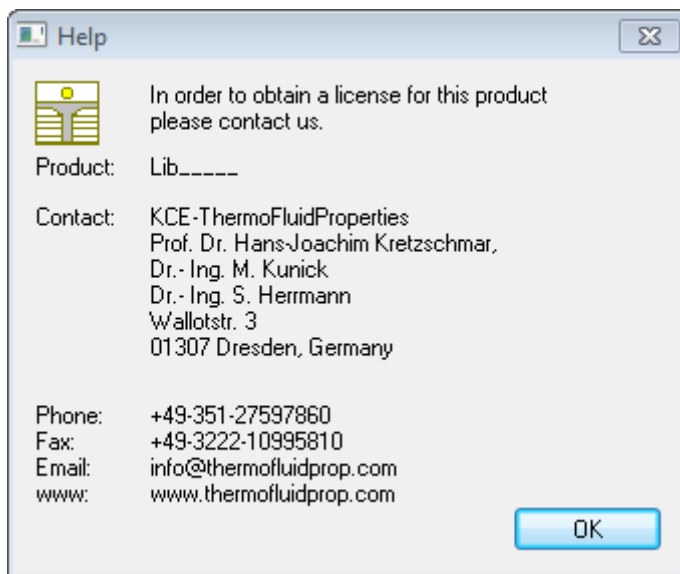 Help
In order to obtain a license for this product
please contact us.
Product: Lib_____
Contact: KCE-ThermoFluidProperties
Prof. Dr. Hans-Joachim Kretzschmar,
Dr.- Ing. M. Kunick
Dr.- Ing. S. Herrmann
Wallotstr. 3
01307 Dresden, Germany
Phone: +49-351-27597860
Fax: +49-3222-10995810
Email: info@thermofluidprop.com
www: www.thermofluidprop.com
OK